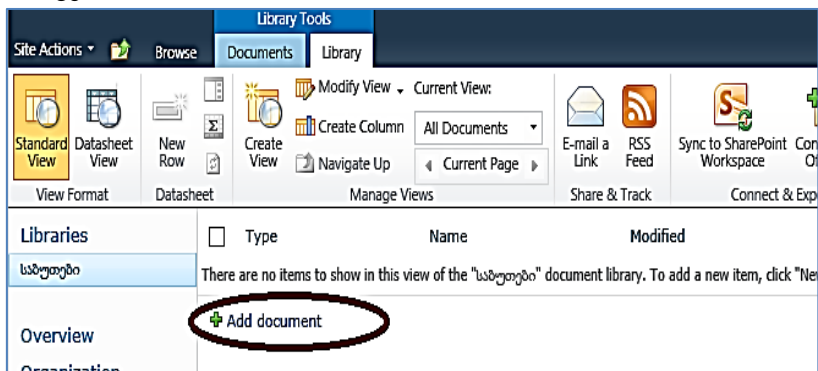 Library Tools
Site Actions Browse Documents Library
Standard View
Datasheet View
New Row
Create View
Modify View
Create Column
Navigate Up
Current View:
All Documents
Current Page
E-mail a Link
RSS Feed
Sync to SharePoint Workspace
View Format
Datasheet
Manage Views
Share & Track
Connect &
Libraries
Type Name Modified
საბუთები
There are no items to show in this view of the "საბუთები" document library. To add a new item, click
Add document
Overview
Organization